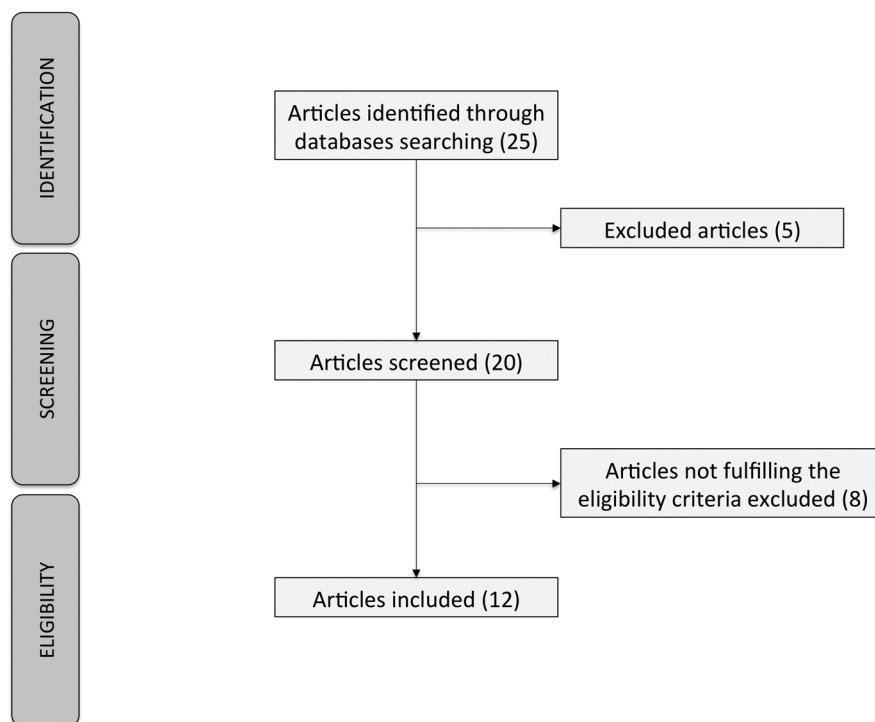 IDENTIFICATION
Articles identified through
databases searching (25)
Excluded articles (5)
SCREENING
Articles screened (20)
Articles not fulfilling the
eligibility criteria excluded (8)
ELIGIBILITY
Articles included (12)